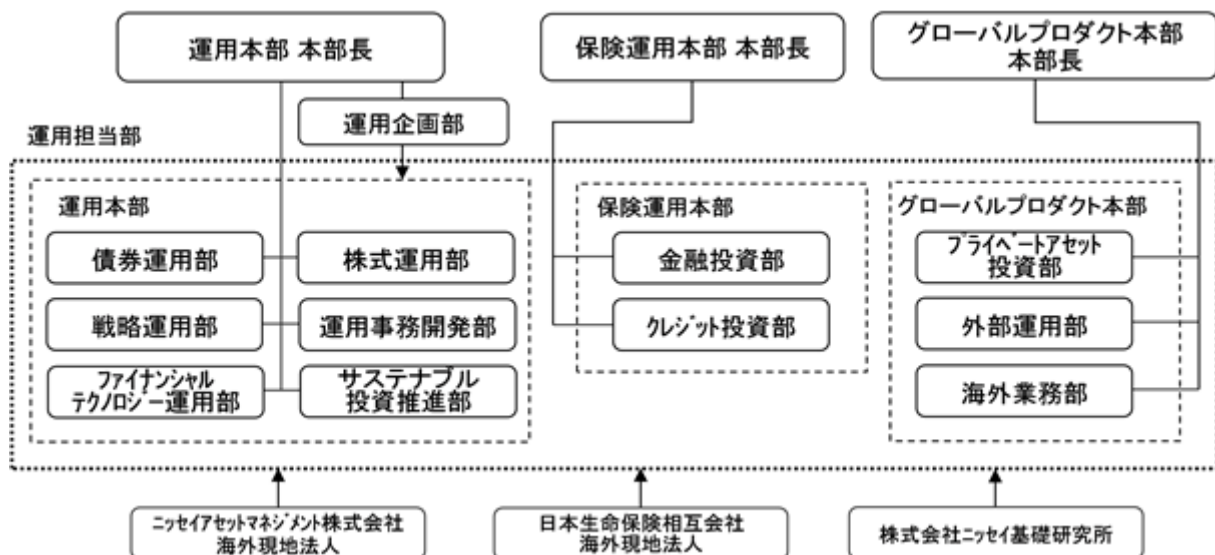 運用本部 本部長
保険運用本部 本部長
グローバルプロダクト本部
本部長
運用企画部
運用担当部
運用本部
債券運用部
株式運用部
戦略運用部
運用事務開発部
ファイナンシャル
テクノロジー運用部
サステナブル
投資推進部
保険運用本部
金融投資部
クレジット投資部
グローバルプロダクト本部
プライベートアセット
投資部
外部運用部
海外業務部
ニッセイアセットマネジメント株式会社
海外現地法人
日本生命保険相互会社
海外現地法人
株式会社ニッセイ基礎研究所